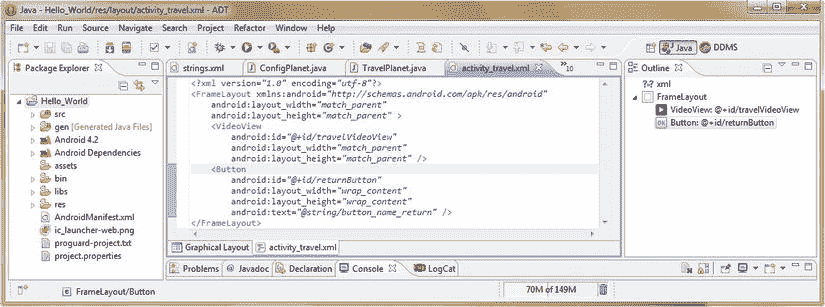 Java - Hello_World/res/layout/activity_travel.xml - ADT
File Edit Run Source Navigate Search Project Refactor Window Help
Java DDMS
Package Explorer
Hello_World
src
gen [Generated Java Files]
Android 4.2
Android Dependencies
assets
bin
libs
res
AndroidManifest.xml
ic_launcher-web.png
proguard-project.txt
project.properties
strings.xml ConfigPlanet.java TravelPlanet.java activity_travel.xml »10
<?xml version="1.0" encoding="utf-8"?>
<FrameLayout xmlns:android="http://schemas.android.com/apk/res/android"
android:layout_width="match_parent"
android:layout_height="match_parent" >
<VideoView
android:id="@+id/travelVideoView"
android:layout_width="match_parent"
android:layout_height="match_parent" />
<Button
android:id="@+id/returnButton"
android:layout_width="wrap_content"
android:layout_height="wrap_content"
android:text="@string/button_name_return" />
</FrameLayout>
Graphical Layout activity_travel.xml
Outline
?-? xml
FrameLayout
VideoView: @+id/travelVideoView
OK Button: @+id/returnButton
Problems @ Javadoc Declaration Console LogCat
FrameLayout/Button
70M of 149M